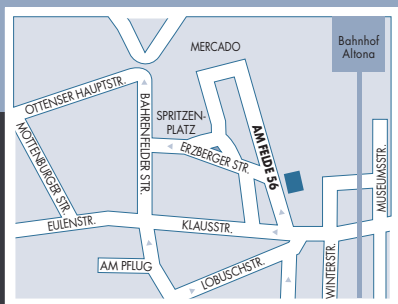 MERCADO
Bahnhof
Altona
OTTENSER HAUPTSTR.
BAHRENFELDER STR.
SPRITZEN-
PLATZ
MOTTENBURGER STR.
ERZBERGER STR.
AM FELDE 56
MUSEUMSSTR.
EULENSTR.
KLAUSSTR.
AM PFLUG
LOBUSCHSTR.
WINTERSTR.